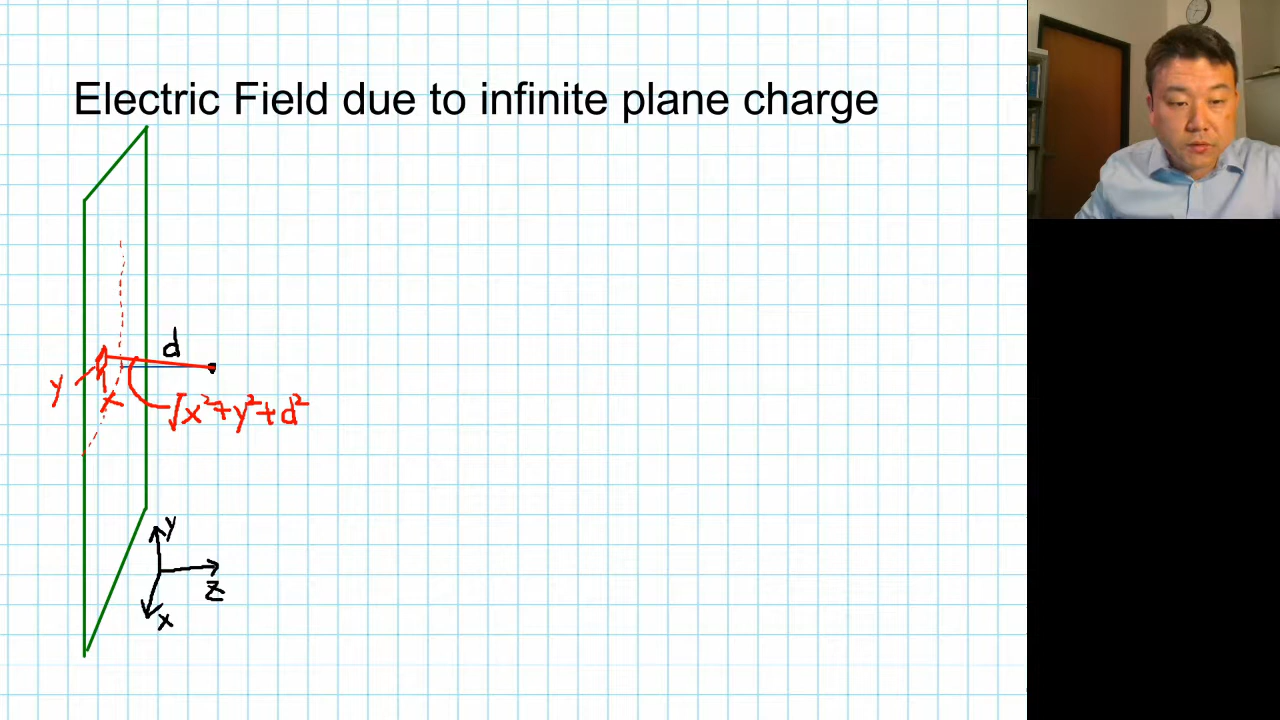 Electric Field due to infinite plane charge
d
y
x
√x²+y²+d²
y
z
x